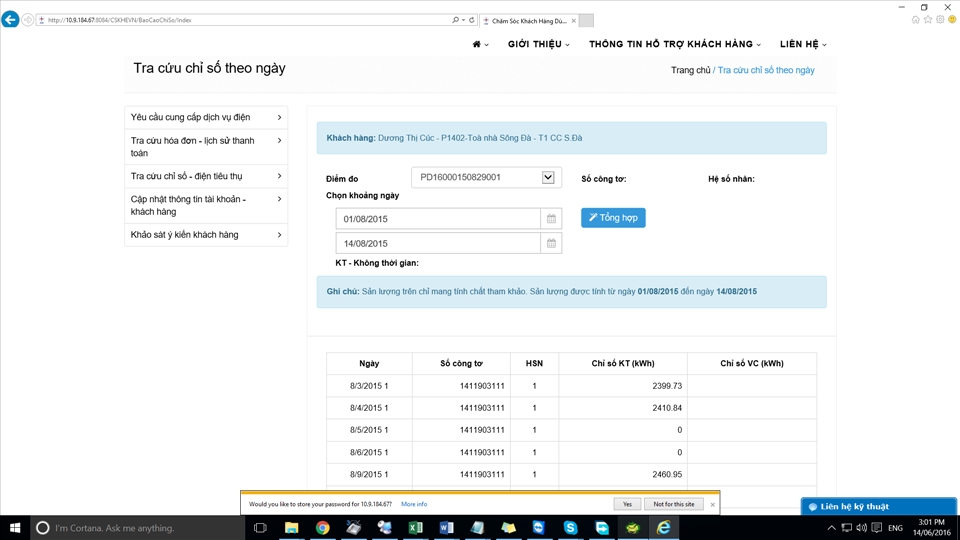 http://10.9.184.67:8084/CSKHEVN/BaoCaoChiSo/Index
Chăm Sóc Khách Hàng Dù...
GIỚI THIỆU
THÔNG TIN HỖ TRỢ KHÁCH HÀNG
LIÊN HỆ
Tra cứu chỉ số theo ngày
Trang chủ / Tra cứu chỉ số theo ngày
Yêu cầu cung cấp dịch vụ điện
Tra cứu hóa đơn - lịch sử thanh
toán
Tra cứu chỉ số - điện tiêu thụ
Cập nhật thông tin tài khoản -
khách hàng
Khảo sát ý kiến khách hàng
Khách hàng: Dương Thị Cúc - P1402-Toà nhà Sông Đà - T1 CC S.Đà
Điểm đo
PD16000150829001
Số công tơ:
Hệ số nhân:
Chọn khoảng ngày
01/08/2015
Tổng hợp
14/08/2015
KT - Không thời gian:
Ghi chú: Sản lượng trên chỉ mang tính chất tham khảo. Sản lượng được tính từ ngày 01/08/2015 đến ngày 14/08/2015
Ngày Số công tơ HSN Chỉ số KT (kWh) Chỉ số VC (kWh)
8/3/2015 1 1411903111 1 2399.73
8/4/2015 1 1411903111 1 2410.84
8/5/2015 1 1411903111 1 0
8/6/2015 1 1411903111 1 0
8/9/2015 1 1411903111 1 2460.95
Would you like to store your password for 10.9.184.67? More info Yes Not for this site
Liên hệ kỹ thuật
I'm Cortana. Ask me anything.
ENG
3:01 PM
14/06/2016